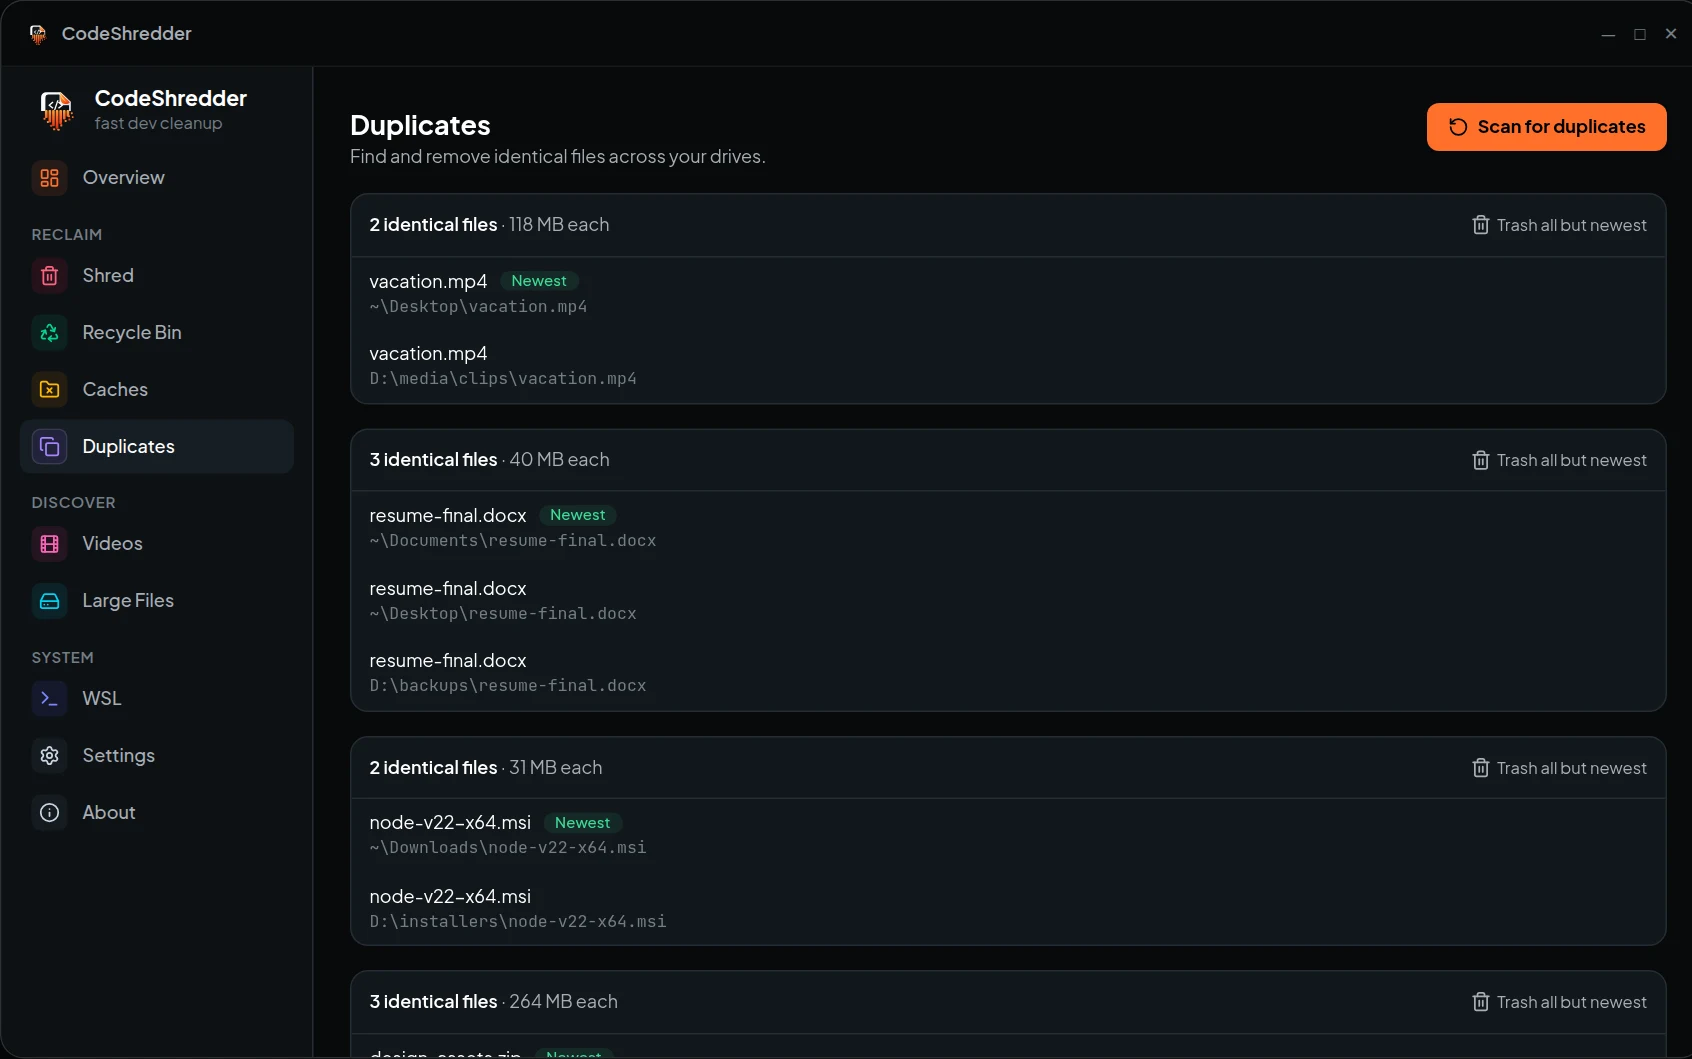 CodeShredder
CodeShredder
fast dev cleanup
Overview
RECLAIM
Shred
Recycle Bin
Caches
Duplicates
DISCOVER
Videos
Large Files
SYSTEM
WSL
Settings
About
Duplicates
Find and remove identical files across your drives.
Scan for duplicates
2 identical files · 118 MB each
Trash all but newest
vacation.mp4 Newest
~\Desktop\vacation.mp4
vacation.mp4
D:\media\clips\vacation.mp4
3 identical files · 40 MB each
Trash all but newest
resume-final.docx Newest
~\Documents\resume-final.docx
resume-final.docx
~\Desktop\resume-final.docx
resume-final.docx
D:\backups\resume-final.docx
2 identical files · 31 MB each
Trash all but newest
node-v22-x64.msi Newest
~\Downloads\node-v22-x64.msi
node-v22-x64.msi
D:\installers\node-v22-x64.msi
3 identical files · 264 MB each
Trash all but newest
design-assets.zip Newest